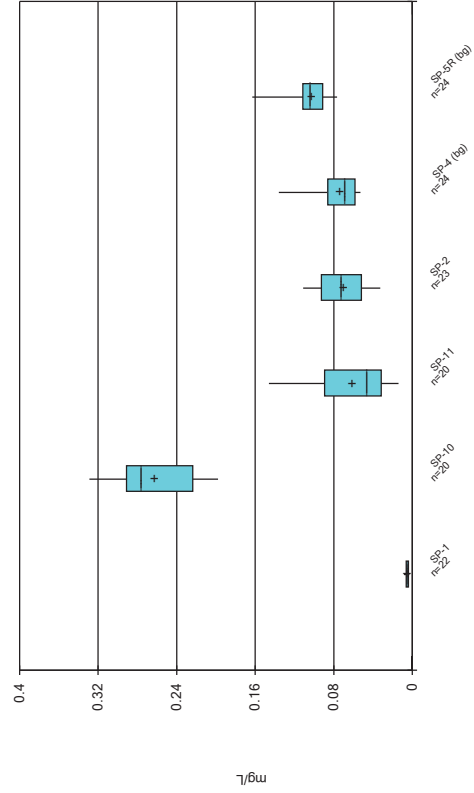 0.4
0.32
0.24
0.16
0.08
0
mg/L
SP-1
n=22
SP-10
n=20
SP-11
n=20
SP-2
n=23
SP-4 (bg)
n=24
SP-5R (bg)
n=24